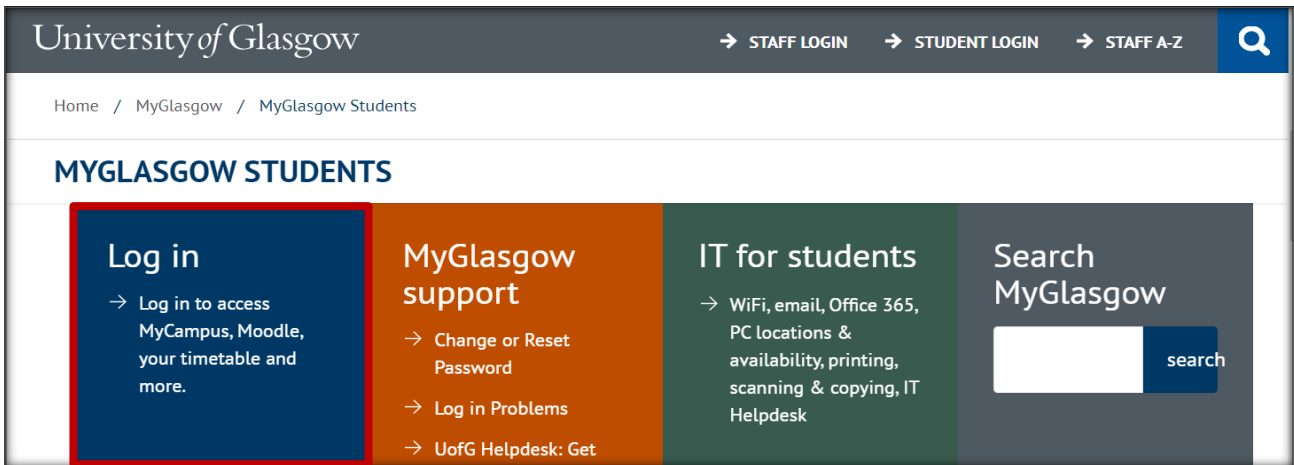 University of Glasgow
→ STAFF LOGIN → STUDENT LOGIN → STAFF A-Z
Home / MyGlasgow / MyGlasgow Students
MYGLASGOW STUDENTS
Log in
→ Log in to access
MyCampus, Moodle,
your timetable and
more.
MyGlasgow
support
→ Change or Reset
Password
→ Log in Problems
→ UofG Helpdesk: Get
IT for students
→ WiFi, email, Office 365,
PC locations &
availability, printing,
scanning & copying, IT
Helpdesk
Search
MyGlasgow
search